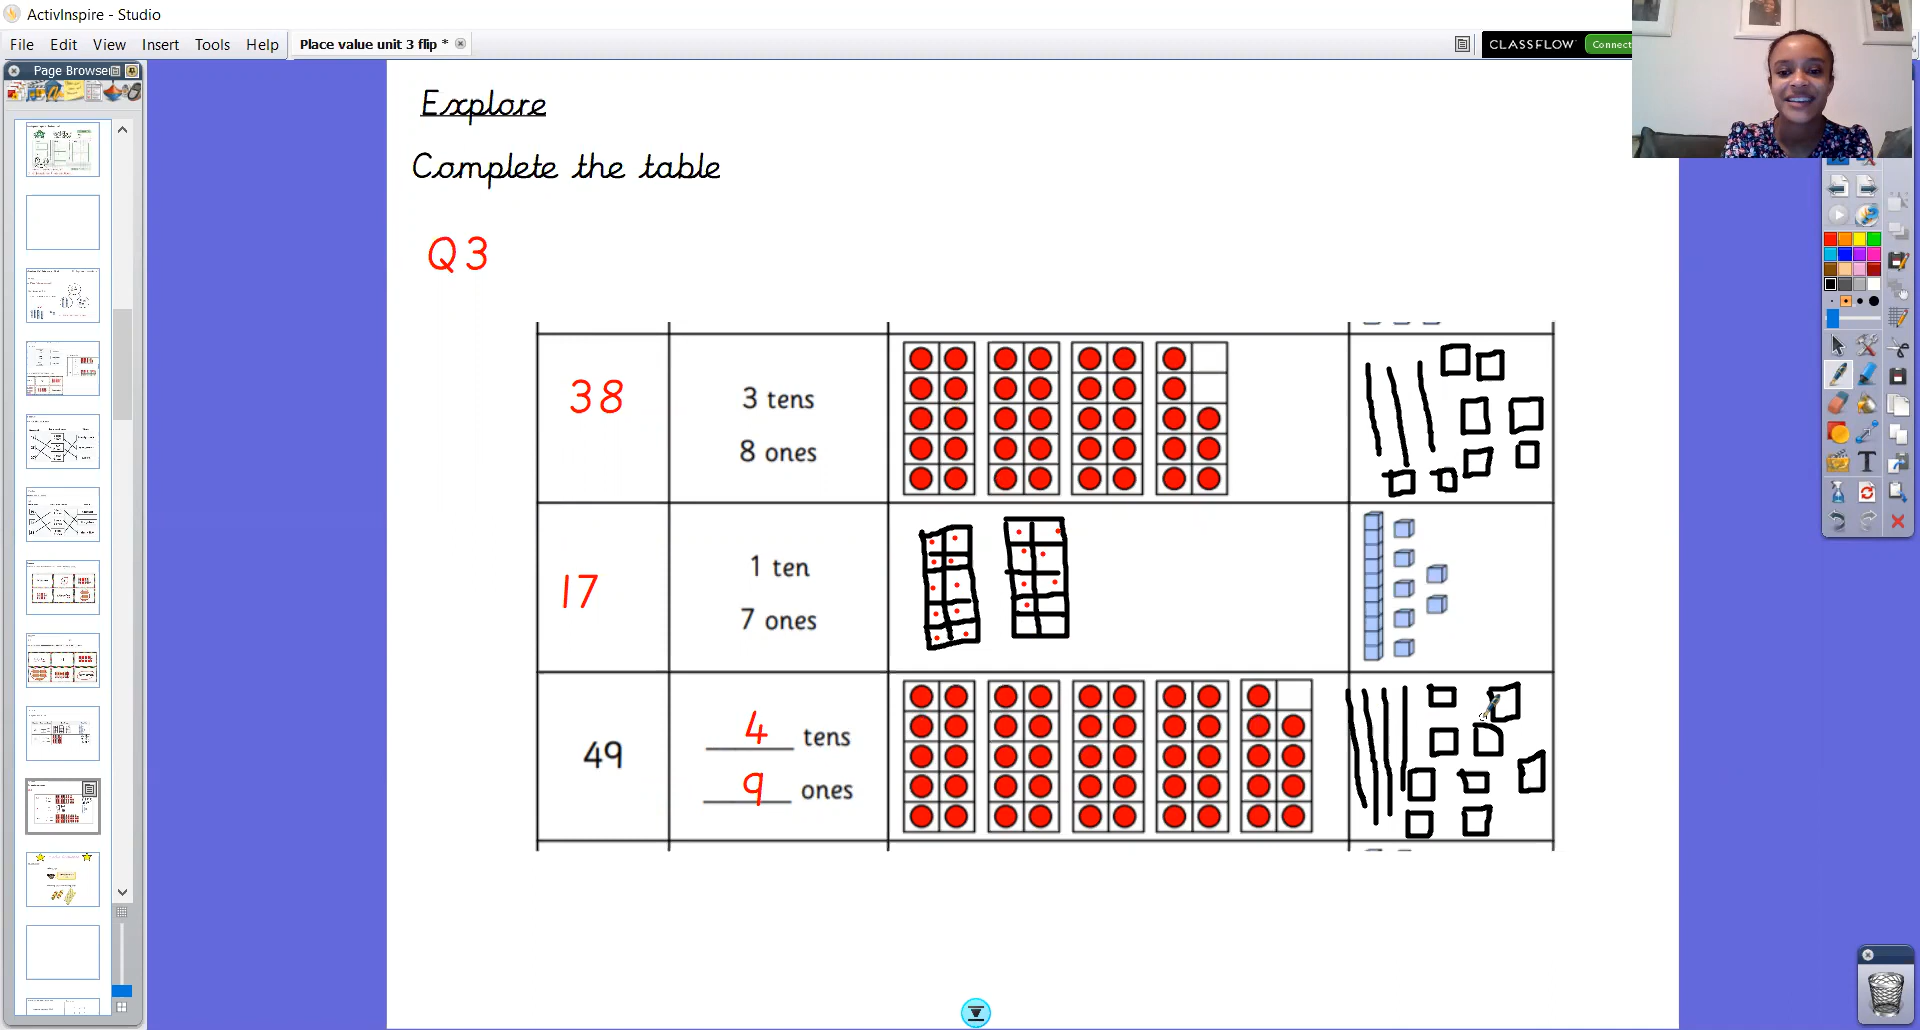 ActivInspire - Studio
File Edit View Insert Tools Help Place value unit 3 flip *
CLASSFLOW Connect
Page Browser
Explore
Complete the table
Q3
38
3 tens
8 ones
17
1 ten
7 ones
49
4 tens
9 ones
T